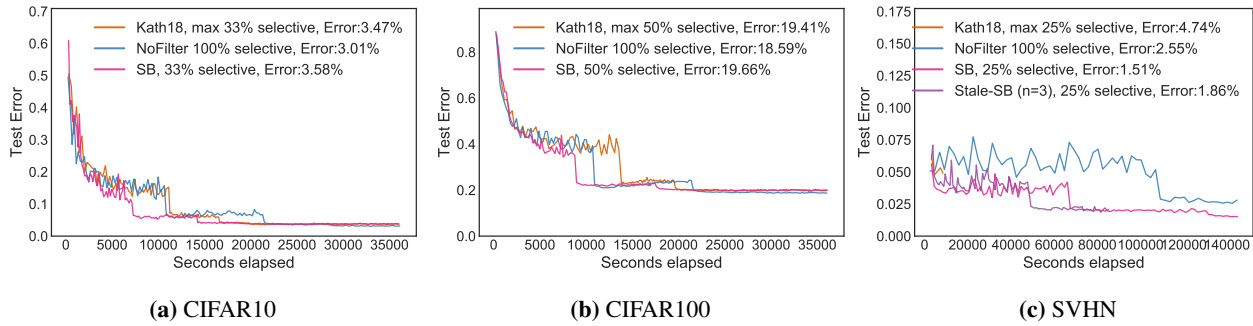 Test Error
0.7
0.6
0.5
0.4
0.3
0.2
0.1
0.0
Kath18, max 33% selective, Error:3.47%
NoFilter 100% selective, Error:3.01%
SB, 33% selective, Error:3.58%
0 5000 10000 15000 20000 25000 30000 35000
Seconds elapsed
(a) CIFAR10
Test Error
0.8
0.6
0.4
0.2
0.0
Kath18, max 50% selective, Error:19.41%
NoFilter 100% selective, Error:18.59%
SB, 50% selective, Error:19.66%
0 5000 10000 15000 20000 25000 30000 35000
Seconds elapsed
(b) CIFAR100
Test Error
0.175
0.150
0.125
0.100
0.075
0.050
0.025
0.000
Kath18, max 25% selective, Error:4.74%
NoFilter 100% selective, Error:2.55%
SB, 25% selective, Error:1.51%
Stale-SB (n=3), 25% selective, Error:1.86%
0 20000 40000 60000 80000 100000 120000 140000
Seconds elapsed
(c) SVHN